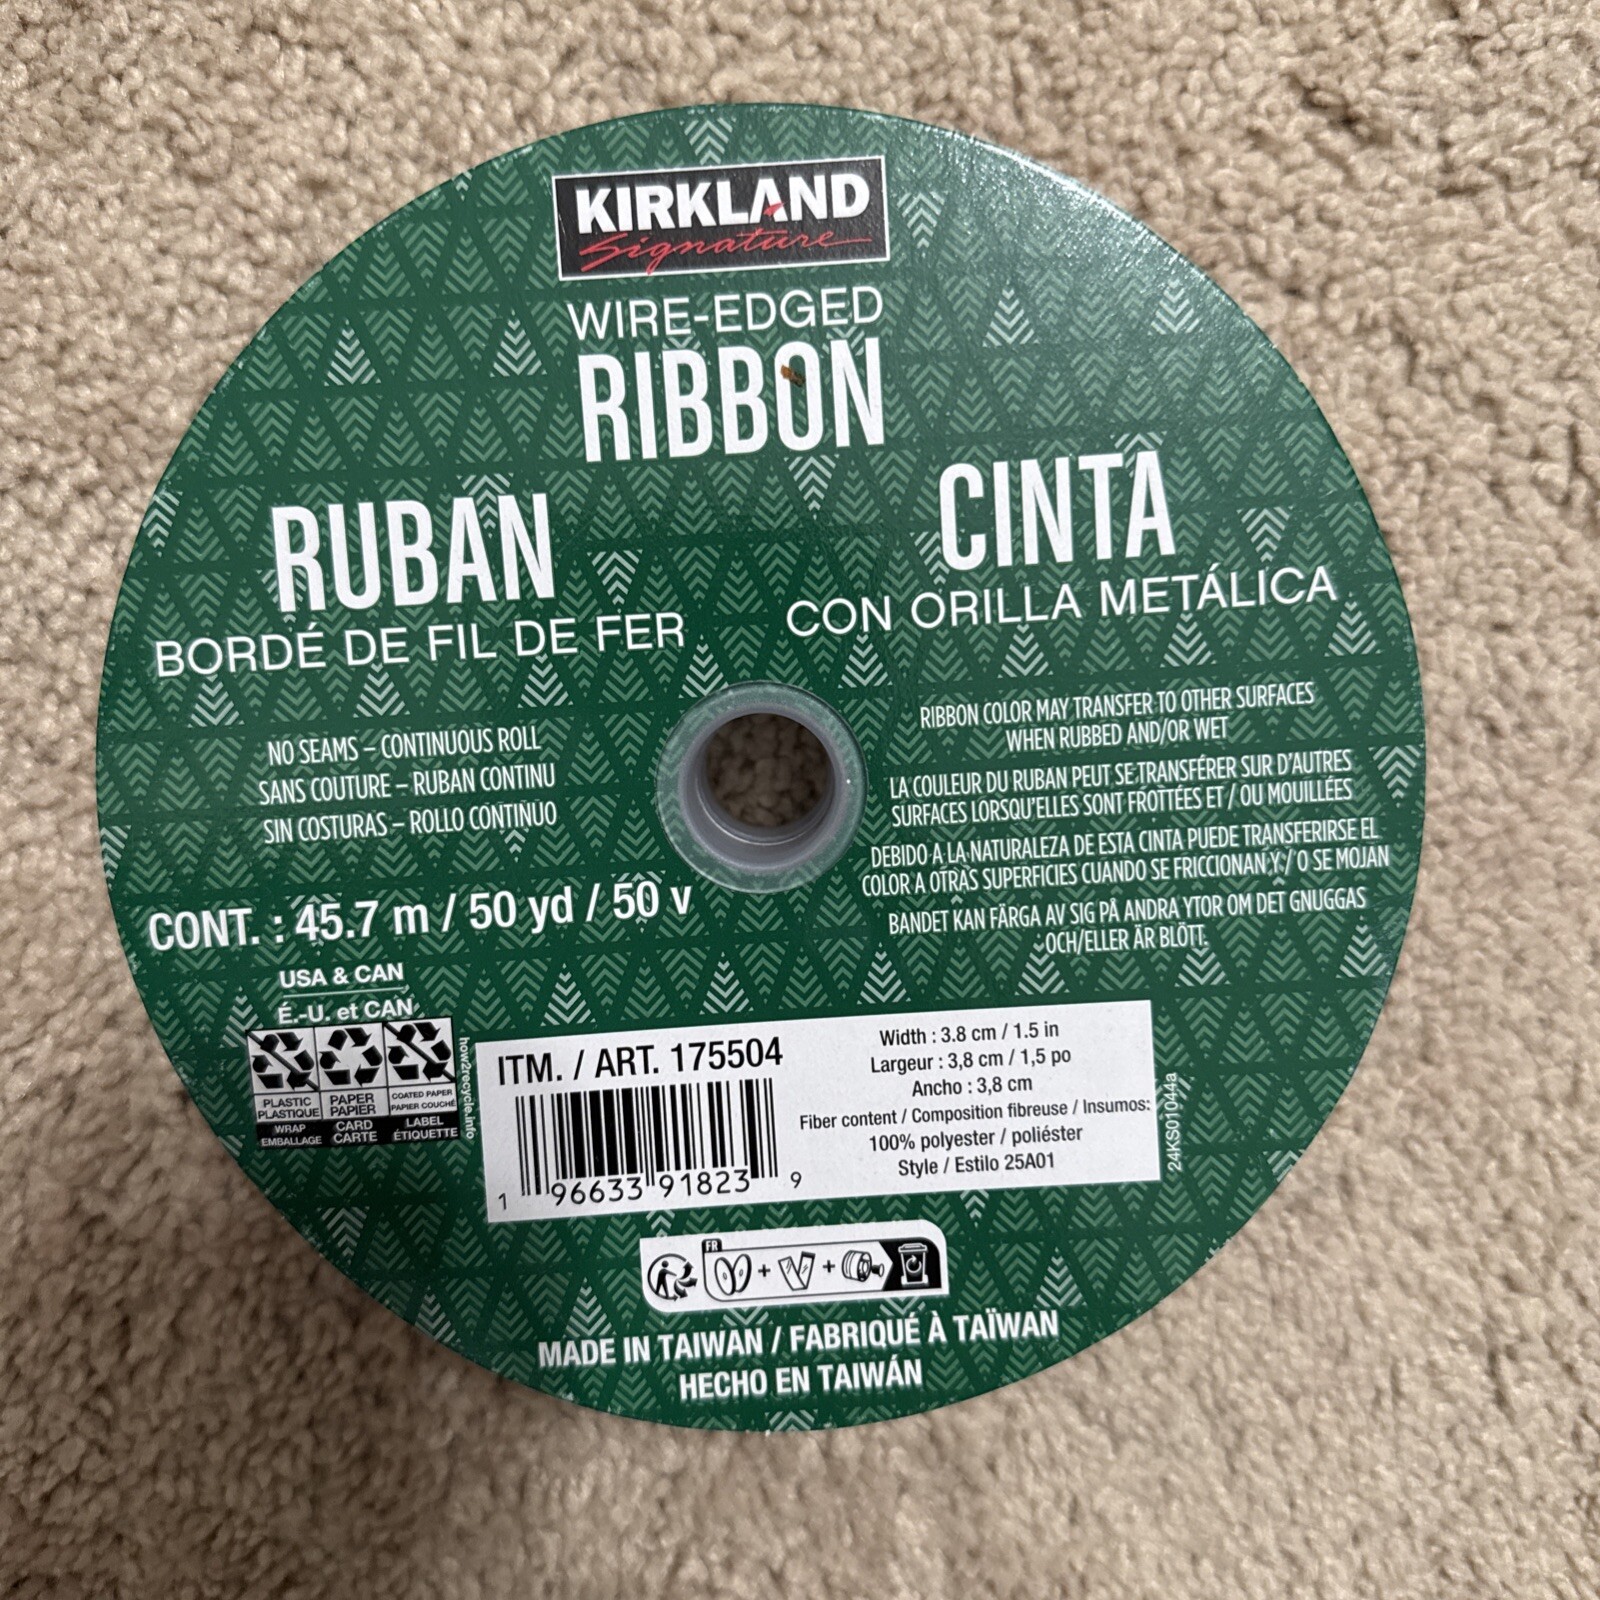 KIRKLAND
Signature
WIRE-EDGED
RIBBON
RUBAN
BORDÉ DE FIL DE FER
CINTA
CON ORILLA METÁLICA
NO SEAMS – CONTINUOUS ROLL
SANS COUTURE – RUBAN CONTINU
SIN COSTURAS – ROLLO CONTINUO
RIBBON COLOR MAY TRANSFER TO OTHER SURFACES
WHEN RUBBED AND/OR WET
LA COULEUR DU RUBAN PEUT SE TRANSFÉRER SUR D'AUTRES
SURFACES LORSQU'ELLES SONT FROTTÉES ET / OU MOUILLÉES
DEBIDO A LA NATURALEZA DE ESTA CINTA PUEDE TRANSFERIRSE EL
COLOR A OTRAS SUPERFICIES CUANDO SE FRICCIONAN Y / O SE MOJAN
BANDET KAN FÄRGA AV SIG PÅ ANDRA YTOR OM DET GNUGGAS
OCH/ELLER ÄR BLÖTT.
CONT. : 45.7 m / 50 yd / 50 v
USA & CAN
É.-U. et CAN
PLASTIC
PLASTIQUE
WRAP
EMBALLAGE
PAPER
PAPIER
CARD
CARTE
COATED PAPER
PAPIER COUCHÉ
LABEL
ÉTIQUETTE
how2recycle.info
ITM. / ART. 175504
1 96633 91823 9
Width : 3.8 cm / 1.5 in
Largeur : 3,8 cm / 1,5 po
Ancho : 3,8 cm
Fiber content / Composition fibreuse / Insumos:
100% polyester / poliéster
Style / Estilo 25A01
24KS01044a
FR
MADE IN TAIWAN / FABRIQUÉ À TAÏWAN
HECHO EN TAIWÁN